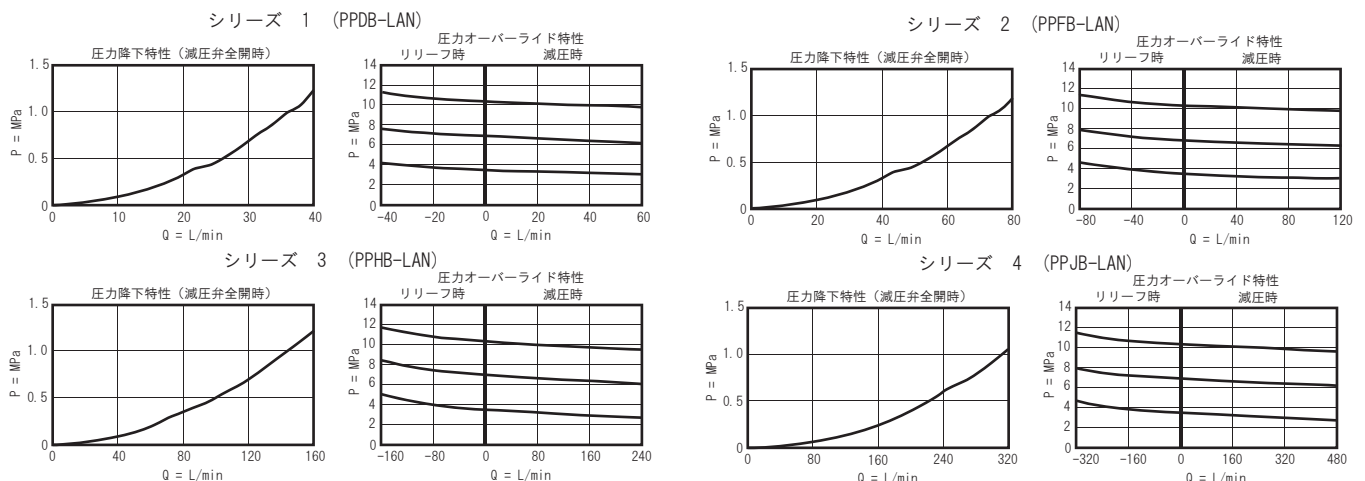 シリーズ 1 (PPDB-LAN)
圧力降下特性（減圧弁全開時）
1.5
1.0
0.5
0
P = MPa
0 10 20 30 40
Q = L/min
圧力オーバーライド特性
リリーフ時 減圧時
14
12
10
8
6
4
2
0
P = MPa
-40 -20 0 20 40 60
Q = L/min
シリーズ 2 (PPFB-LAN)
圧力降下特性（減圧弁全開時）
1.5
1.0
0.5
0
P = MPa
0 20 40 60 80
Q = L/min
圧力オーバーライド特性
リリーフ時 減圧時
14
12
10
8
6
4
2
0
P = MPa
-80 -40 0 40 80 120
Q = L/min
シリーズ 3 (PPHB-LAN)
圧力降下特性（減圧弁全開時）
1.5
1.0
0.5
0
P = MPa
0 40 80 120 160
Q = L/min
圧力オーバーライド特性
リリーフ時 減圧時
14
12
10
8
6
4
2
0
P = MPa
-160 -80 0 80 160 240
Q = L/min
シリーズ 4 (PPJB-LAN)
圧力降下特性（減圧弁全開時）
1.5
1.0
0.5
0
P = MPa
0 80 160 240 320
Q = L/min
圧力オーバーライド特性
リリーフ時 減圧時
14
12
10
8
6
4
2
0
P = MPa
-320 -160 0 160 320 480
Q = L/min